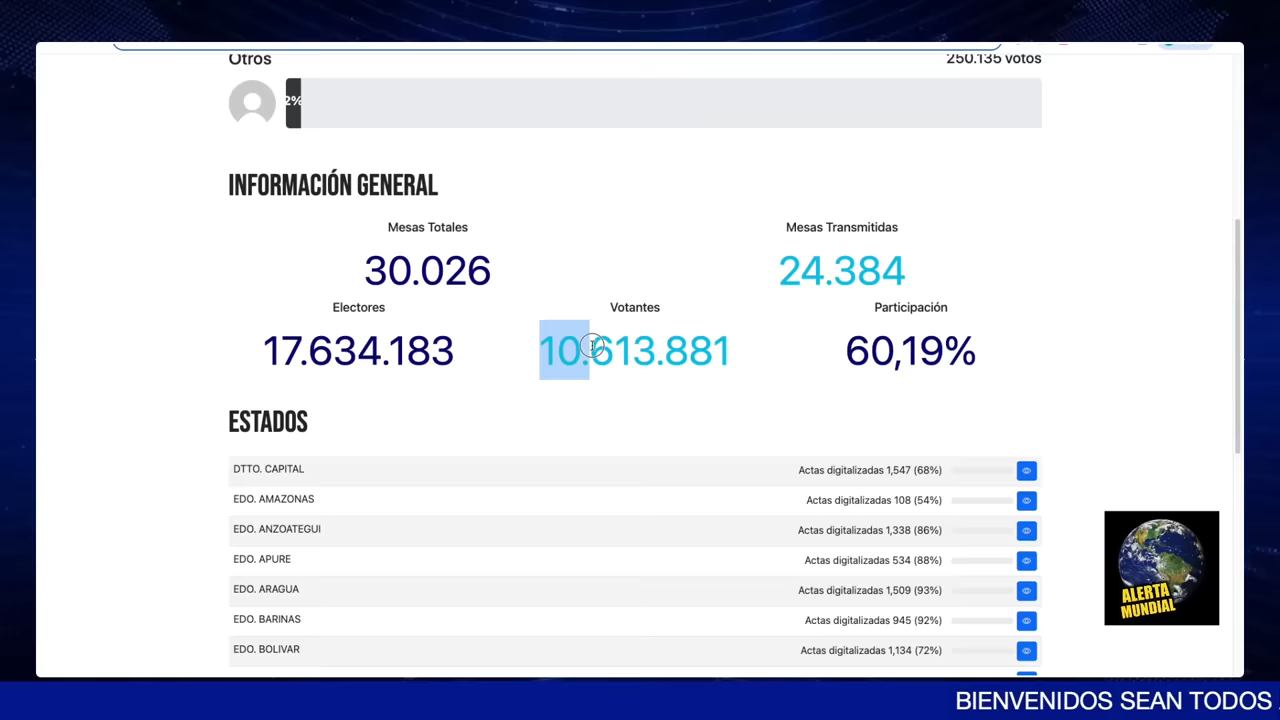 Otros 250.135 votos
2%
INFORMACIÓN GENERAL
Mesas Totales Mesas Transmitidas
30.026 24.384
Electores Votantes Participación
17.634.183 10.613.881 60,19%
ESTADOS
DTTO. CAPITAL Actas digitalizadas 1,547 (68%)
EDO. AMAZONAS Actas digitalizadas 108 (54%)
EDO. ANZOATEGUI Actas digitalizadas 1,338 (86%)
EDO. APURE Actas digitalizadas 534 (88%)
EDO. ARAGUA Actas digitalizadas 1,509 (93%)
EDO. BARINAS Actas digitalizadas 945 (92%)
EDO. BOLIVAR Actas digitalizadas 1,134 (72%)
ALERTA
MUNDIAL
BIENVENIDOS SEAN TODOS